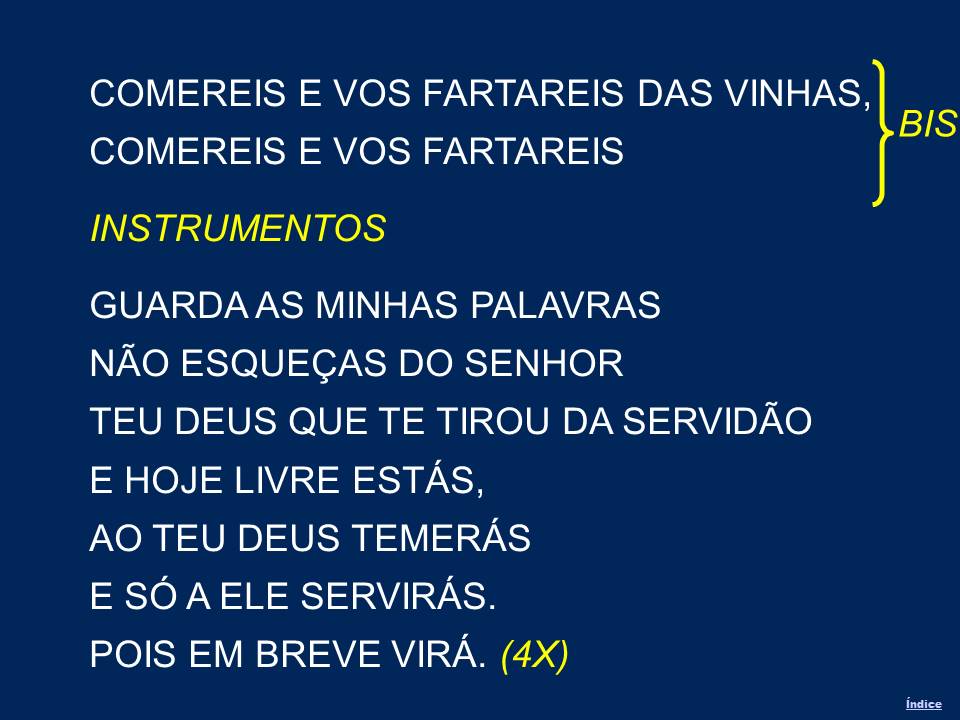 COMEREIS E VOS FARTAREIS DAS VINHAS,
COMEREIS E VOS FARTAREIS
BIS
INSTRUMENTOS
GUARDA AS MINHAS PALAVRAS
NÃO ESQUEÇAS DO SENHOR
TEU DEUS QUE TE TIROU DA SERVIDÃO
E HOJE LIVRE ESTÁS,
AO TEU DEUS TEMERÁS
E SÓ A ELE SERVIRÁS.
POIS EM BREVE VIRÁ. (4X)
Índice